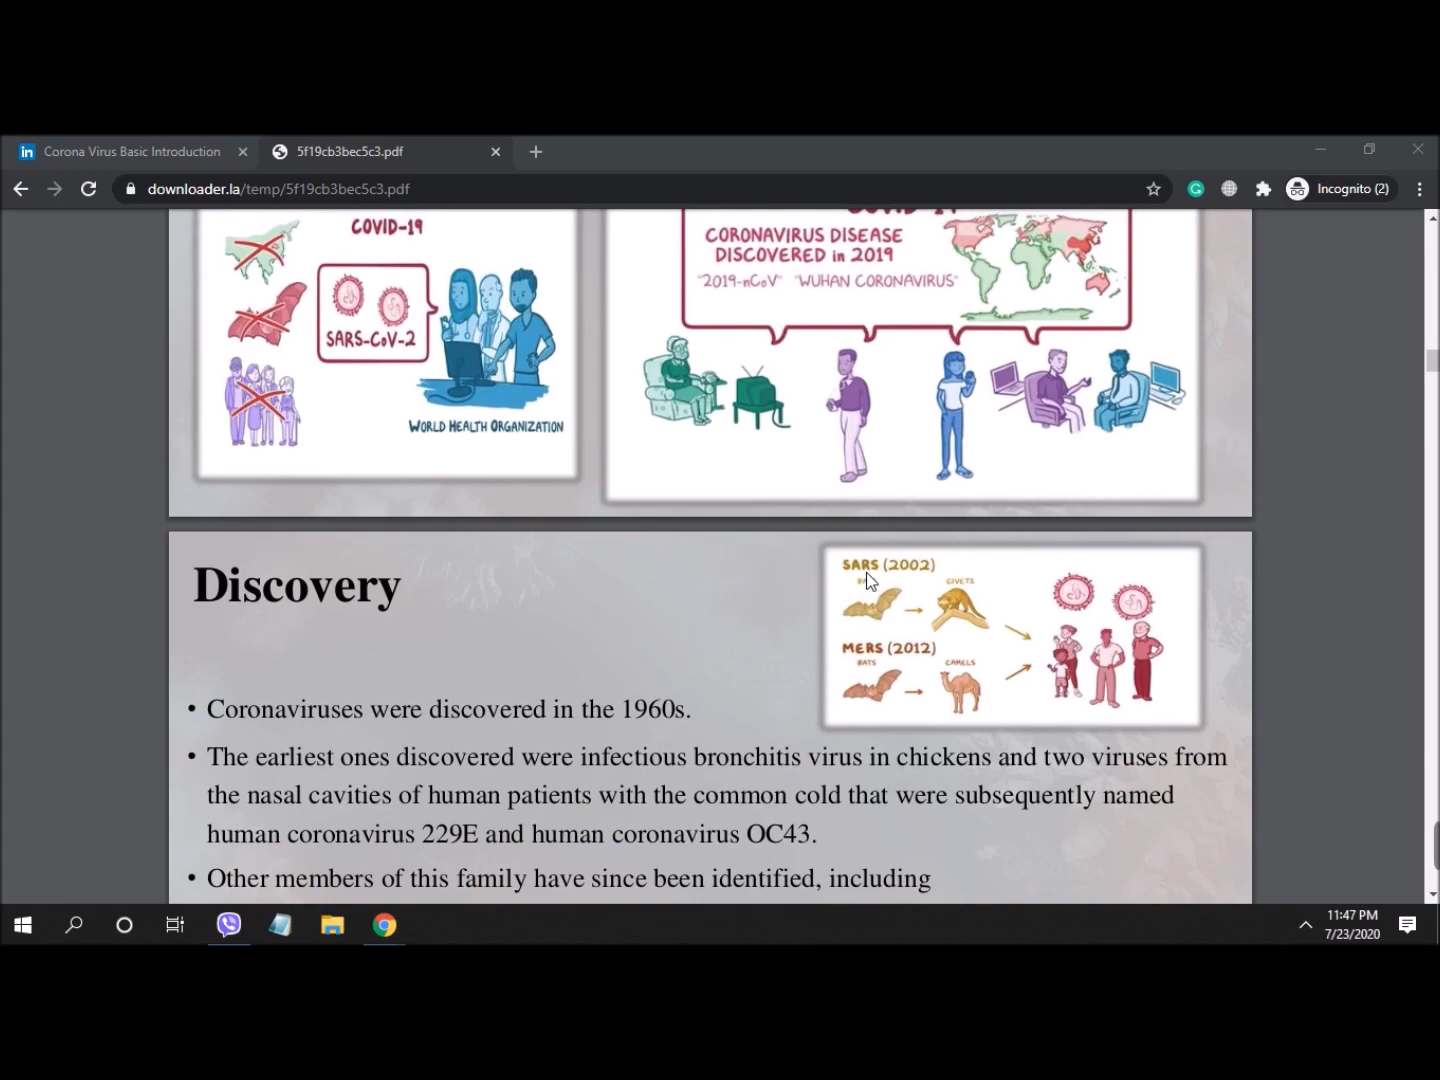 Corona Virus Basic Introduction
5f19cb3bec5c3.pdf
downloader.la/temp/5f19cb3bec5c3.pdf
Incognito (2)
COVID-19
SARS-CoV-2
WORLD HEALTH ORGANIZATION
CORONAVIRUS DISEASE
DISCOVERED in 2019
"2019-nCoV" "WUHAN CORONAVIRUS"
Discovery
SARS (2002)
CIVETS
MERS (2012)
BATS CAMELS
• Coronaviruses were discovered in the 1960s.
• The earliest ones discovered were infectious bronchitis virus in chickens and two viruses from
the nasal cavities of human patients with the common cold that were subsequently named
human coronavirus 229E and human coronavirus OC43.
• Other members of this family have since been identified, including
11:47 PM
7/23/2020